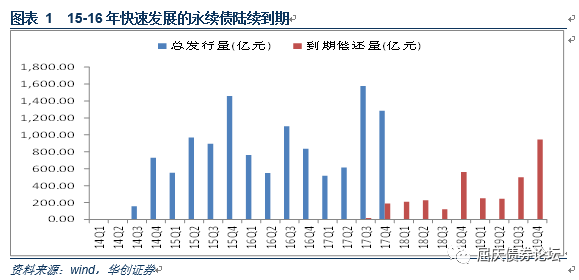 图表 1 15-16 年快速发展的永续债陆续到期
总发行量(亿元) 到期偿还量(亿元)
1,800.00
1,600.00
1,400.00
1,200.00
1,000.00
800.00
600.00
400.00
200.00
0.00
14Q1 14Q2 14Q3 14Q4 15Q1 15Q2 15Q3 15Q4 16Q1 16Q2 16Q3 16Q4 17Q1 17Q2 17Q3 17Q4 18Q1 18Q2 18Q3 18Q4 19Q1 19Q2 19Q3 19Q4
屈庆债券论坛
资料来源：wind，华创证券